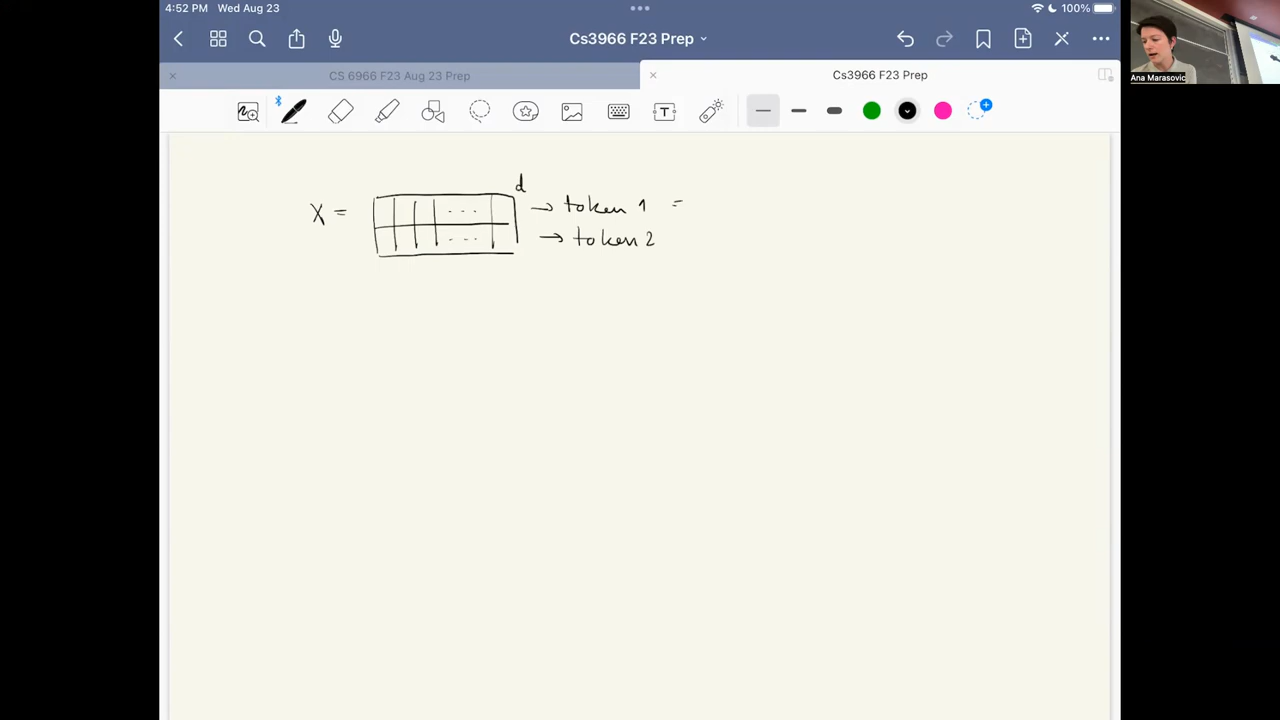 4:52 PM Wed Aug 23
100%
Cs3966 F23 Prep
CS 6966 F23 Aug 23 Prep
Cs3966 F23 Prep
T
Ana Marasovic
d
X = ... → token 1 =
... → token 2